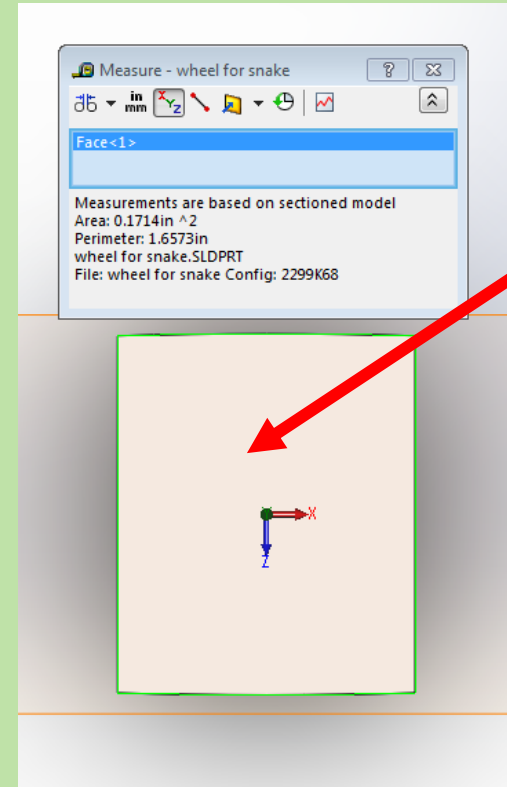 Measure - wheel for snake
in
mm
XYZ
Face<1>
Measurements are based on sectioned model
Area: 0.1714in ^2
Perimeter: 1.6573in
wheel for snake.SLDPRT
File: wheel for snake Config: 2299K68
X
Z